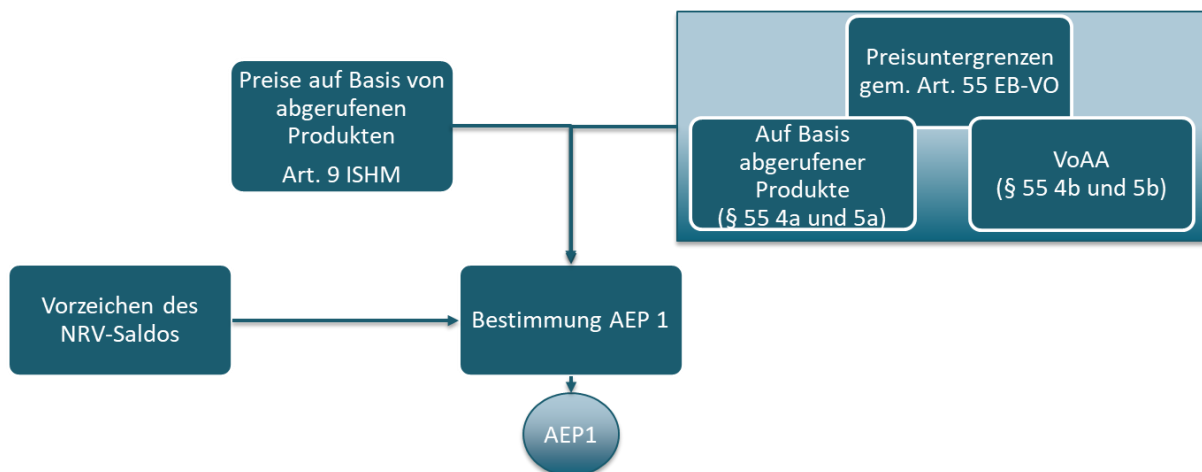 Preise auf Basis von
abgerufenen
Produkten
Art. 9 ISHM
Preisuntergrenzen
gem. Art. 55 EB-VO
Auf Basis
abgerufener
Produkte
(§ 55 4a und 5a)
VoAA
(§ 55 4b und 5b)
Vorzeichen des
NRV-Saldos
Bestimmung AEP 1
AEP1